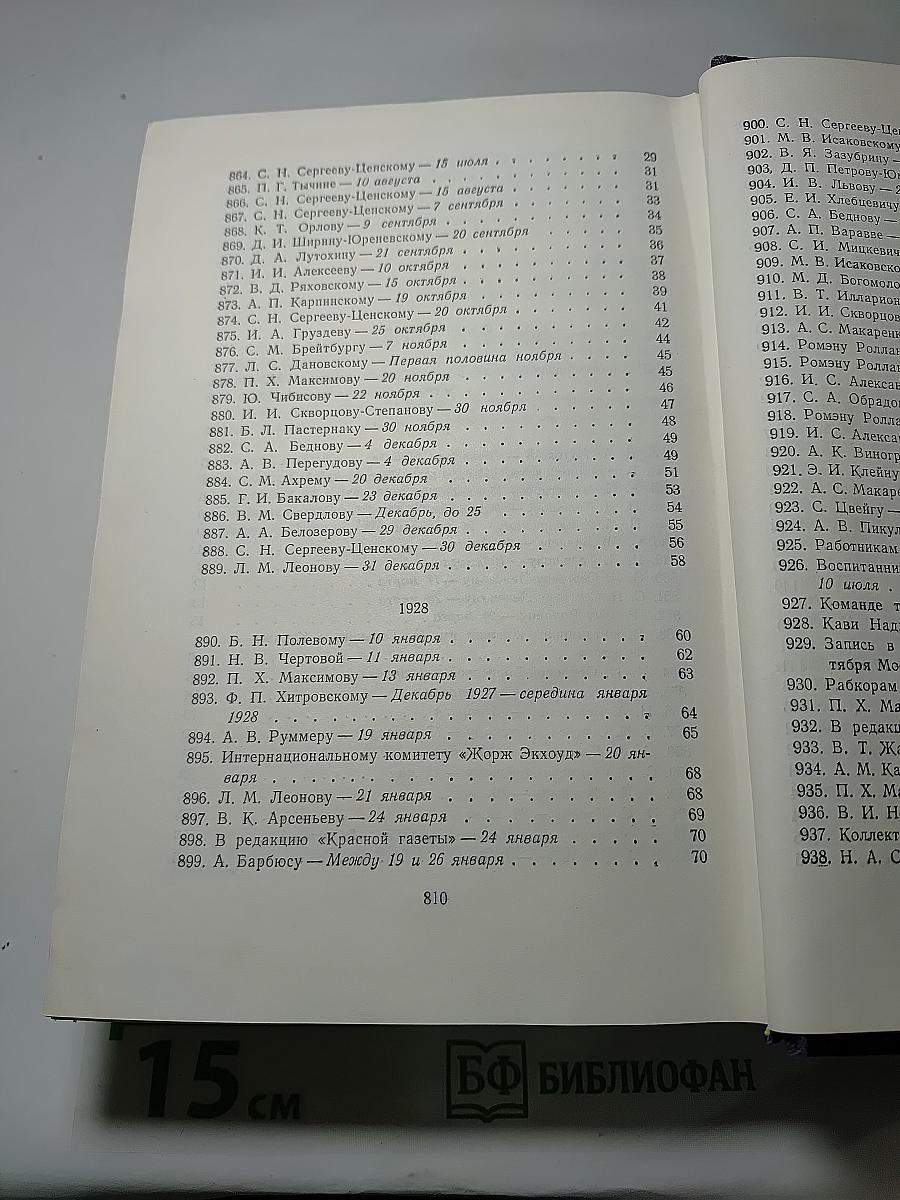 864. С. Н. Сергееву-Ценскому — 15 июля . . . . . . . . 29
865. П. Г. Тычине — 10 августа . . . . . . . . . . . 31
866. С. Н. Сергееву-Ценскому — 15 августа . . . . . . . 31
867. С. Н. Сергееву-Ценскому — 7 сентября . . . . . . . 33
868. К. Т. Орлову — 9 сентября . . . . . . . . . . . 34
869. Д. И. Ширину-Юреневскому — 20 сентября . . . . . . 35
870. Д. А. Лутохину — 21 сентября . . . . . . . . . . 36
871. И. И. Алексееву — 10 октября . . . . . . . . . . 37
872. В. Д. Ряховскому — 15 октября . . . . . . . . . . 38
873. А. П. Карпинскому — 19 октября . . . . . . . . . 39
874. С. Н. Сергееву-Ценскому — 20 октября . . . . . . . 41
875. И. А. Груздеву — 25 октября . . . . . . . . . . 42
876. С. М. Брейтбургу — 7 ноября . . . . . . . . . . 44
877. Л. С. Дановскому — Первая половина ноября . . . . 45
878. П. Х. Максимову — 20 ноября . . . . . . . . . . 45
879. Ю. Чибисову — 22 ноября . . . . . . . . . . . . 46
880. И. И. Скворцову-Степанову — 30 ноября . . . . . . 47
881. Б. Л. Пастернаку — 30 ноября . . . . . . . . . . 48
882. С. А. Беднову — 4 декабря . . . . . . . . . . . 49
883. А. В. Перегудову — 4 декабря . . . . . . . . . . 49
884. С. М. Ахрему — 20 декабря . . . . . . . . . . . 51
885. Г. И. Бакалову — 23 декабря . . . . . . . . . . 53
886. В. М. Свердлову — Декабрь, до 25 . . . . . . . . . 54
887. А. А. Белозерову — 29 декабря . . . . . . . . . . 55
888. С. Н. Сергееву-Ценскому — 30 декабря . . . . . . . 56
889. Л. М. Леонову — 31 декабря . . . . . . . . . . . 58
1928
890. Б. Н. Полевому — 10 января . . . . . . . . . . 60
891. Н. В. Чертовой — 11 января . . . . . . . . . . 62
892. П. Х. Максимову — 13 января . . . . . . . . . . 63
893. Ф. П. Хитровскому — Декабрь 1927 — середина января
1928 . . . . . . . . . . . . . . . . . . 64
894. А. В. Руммеру — 19 января . . . . . . . . . . . 65
895. Интернациональному комитету «Жорж Экхоуд» — 20 ян-
варя . . . . . . . . . . . . . . . . . . 68
896. Л. М. Леонову — 21 января . . . . . . . . . . . 68
897. В. К. Арсеньеву — 24 января . . . . . . . . . . 69
898. В редакцию «Красной газеты» — 24 января . . . . . 70
899. А. Барбюсу — Между 19 и 26 января . . . . . . . . 70
810
900. С. Н. Сергееву-Це
901. М. В. Исаковскому
902. В. Я. Зазубрину —
903. Д. П. Петрову-Ю
904. И. В. Львову — 2
905. Е. И. Хлебцевичу
906. С. А. Беднову —
907. А. П. Варавве —
908. С. И. Мицкевич
909. М. В. Исаковско
910. М. Д. Богомоло
911. В. Т. Илларион
912. И. И. Скворцов
913. А. С. Макаренк
914. Ромэну Роллан
915. Ромэну Роллан
916. И. С. Алексан
917. С. А. Обрадо
918. Ромэну Ролла
919. И. С. Алекса
920. А. К. Виногр
921. Э. И. Клейну
922. А. С. Макаре
923. С. Цвейгу —
924. А. В. Пикул
925. Работникам
926. Воспитанни
10 июля .
927. Команде т
928. Кави Над
929. Запись в
тября Мо
930. Рабкорам
931. П. Х. Ма
932. В редакц
933. В. Т. Жа
934. А. М. Ка
935. П. Х. Ма
936. В. И. Н
937. Коллект
938. Н. А. С
15 см
БФ БИБЛИОФАН